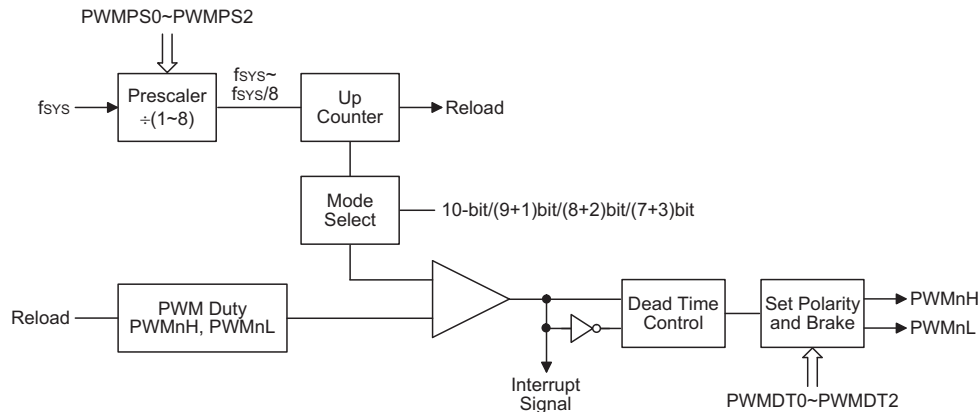 PWMPS0~PWMPS2
fSYS
Prescaler
÷(1~8)
fSYS~
fSYS/8
Up
Counter
Reload
Mode
Select
10-bit/(9+1)bit/(8+2)bit/(7+3)bit
Reload
PWM Duty
PWMnH, PWMnL
Dead Time
Control
Set Polarity
and Brake
PWMnH
PWMnL
Interrupt
Signal
PWMDT0~PWMDT2